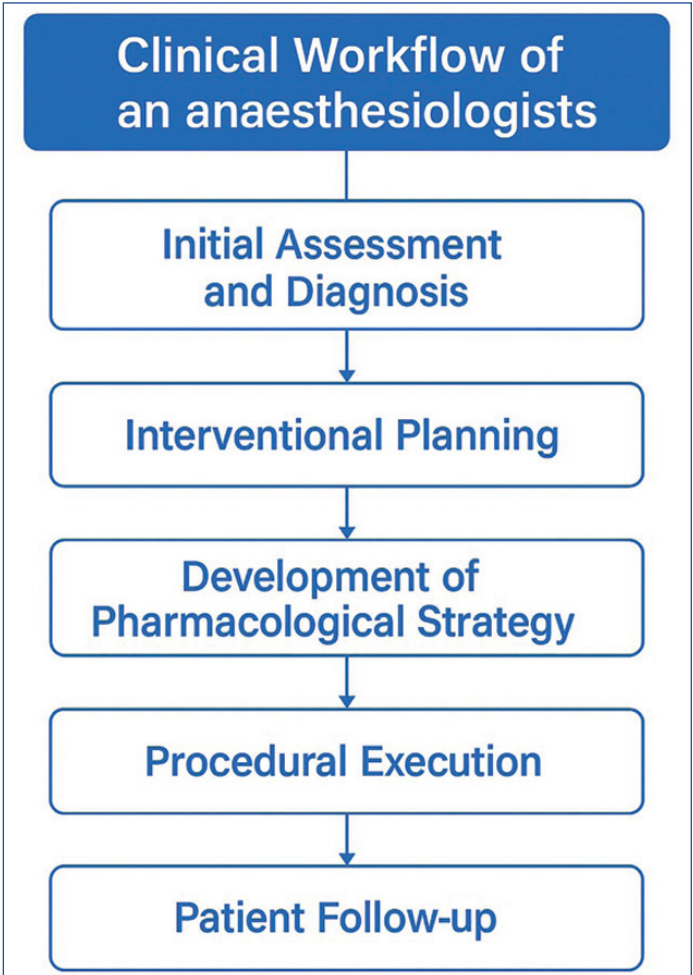 Clinical Workflow of
an anaesthesiologists
Initial Assessment
and Diagnosis
Interventional Planning
Development of
Pharmacological Strategy
Procedural Execution
Patient Follow-up